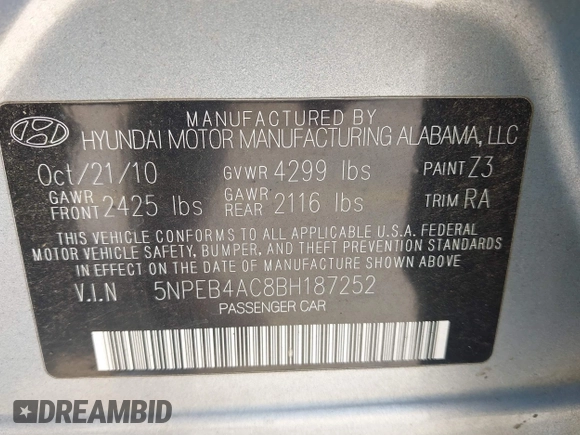 MANUFACTURED BY
HYUNDAI MOTOR MANUFACTURING ALABAMA, LLC
Oct/21/10 GVWR 4299 lbs PAINT Z3
GAWR FRONT 2425 lbs GAWR REAR 2116 lbs TRIM RA
THIS VEHICLE CONFORMS TO ALL APPLICABLE U.S.A. FEDERAL
MOTOR VEHICLE SAFETY, BUMPER, AND THEFT PREVENTION STANDARDS
IN EFFECT ON THE DATE OF MANUFACTURE SHOWN ABOVE.
V.I.N 5NPEB4AC8BH187252
PASSENGER CAR
DREAMBID